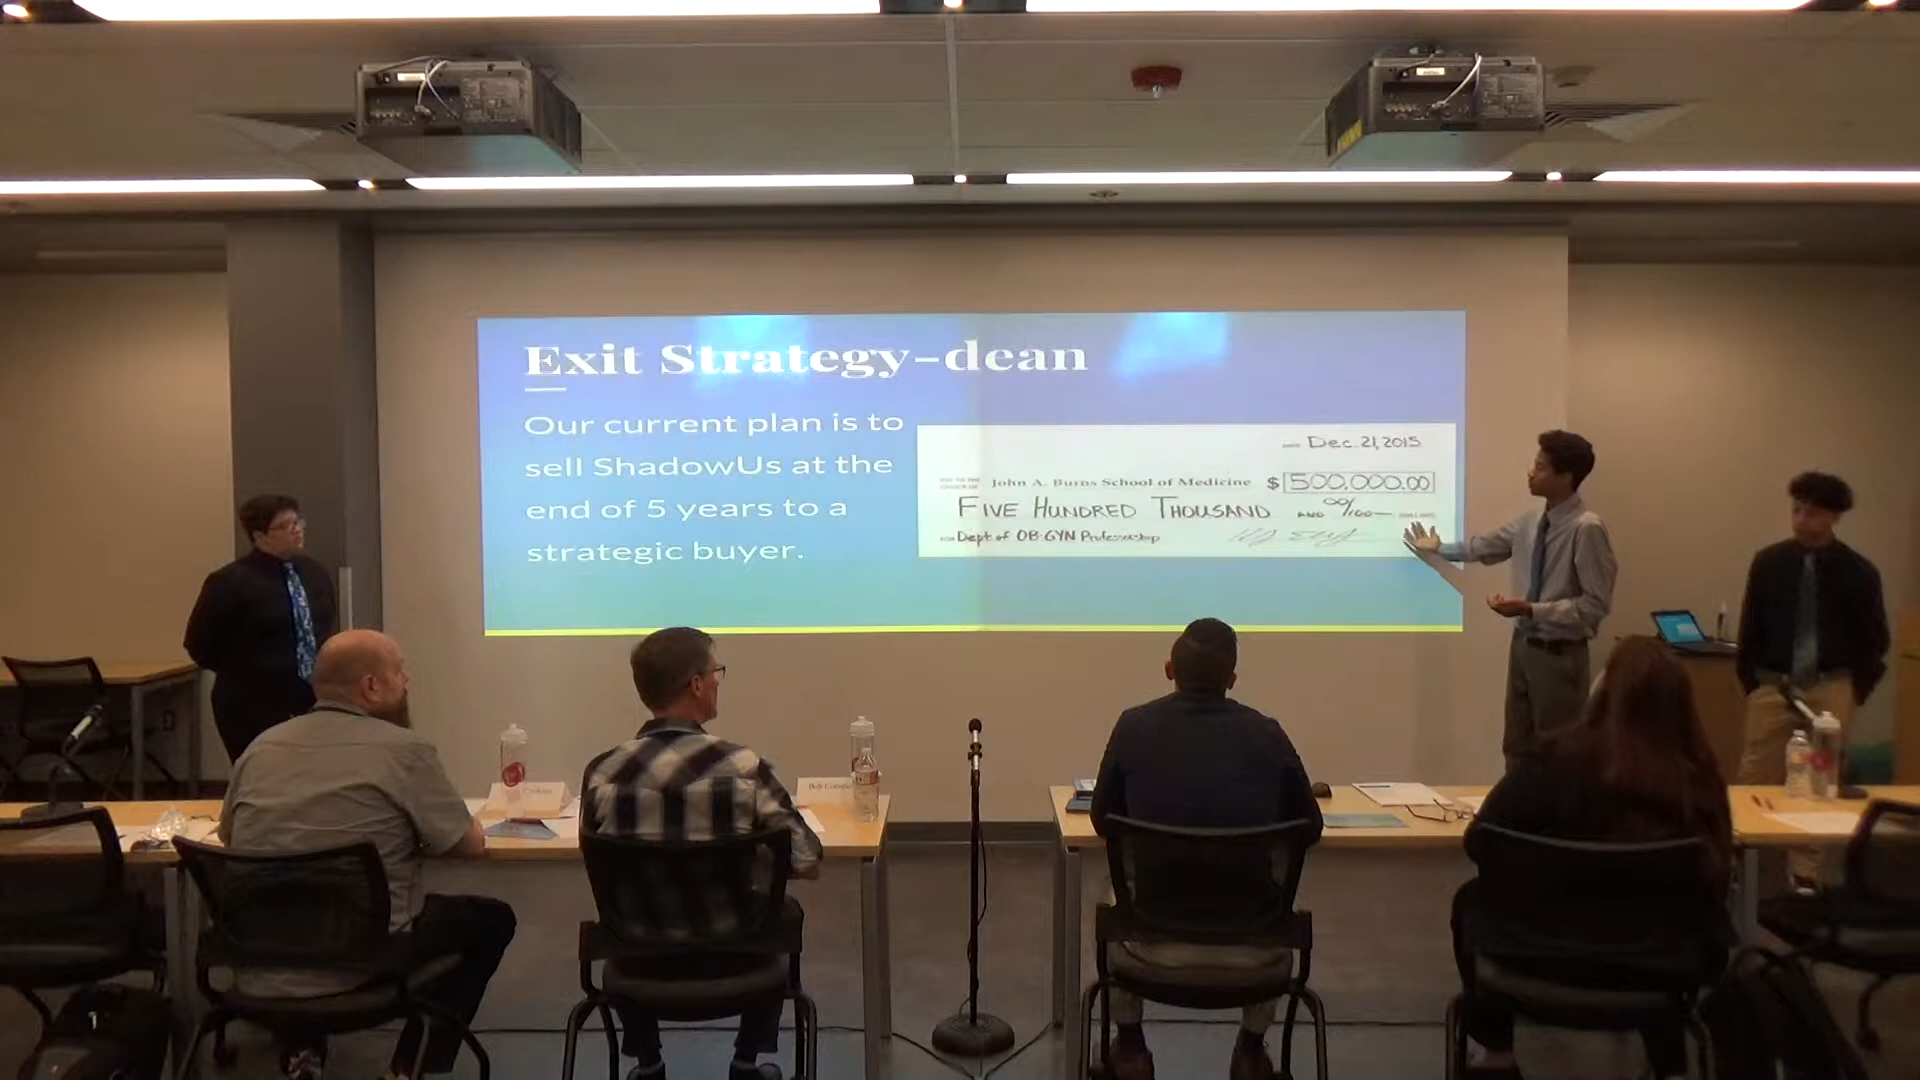 Exit Strategy-dean
Our current plan is to
sell ShadowUs at the
end of 5 years to a
strategic buyer.
Dec. 21, 2015
John A. Burns School of Medicine $ 500,000.00
FIVE HUNDRED THOUSAND AND 00/100
Dept of OB-GYN Professorship